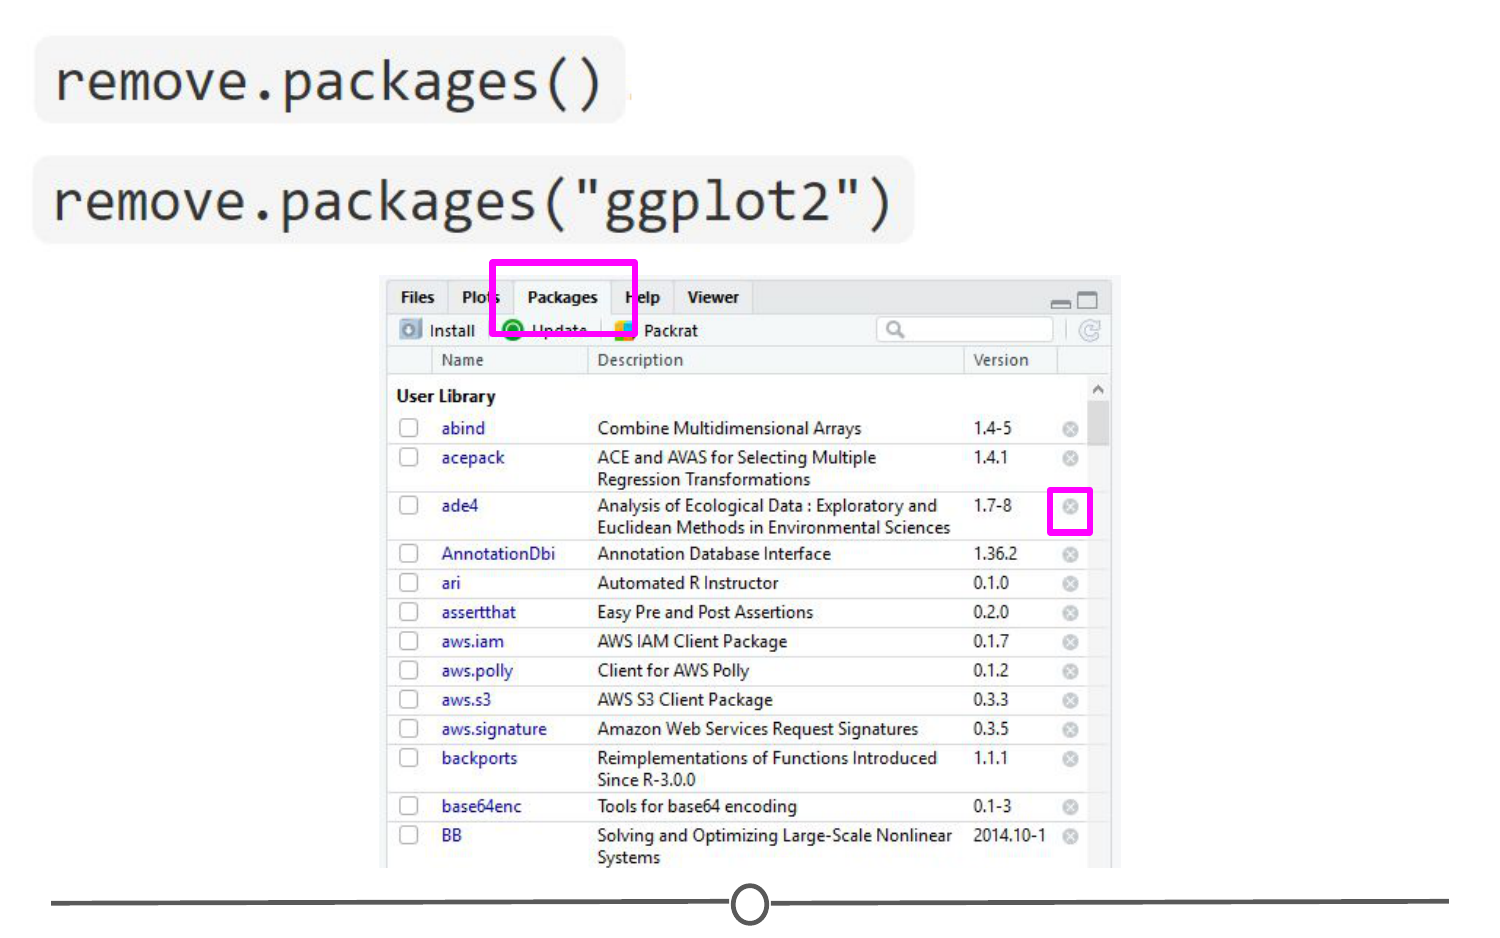 remove.packages()
remove.packages("ggplot2")
Files Plots Packages Help Viewer
Install Update Packrat
Name Description Version
User Library
abind Combine Multidimensional Arrays 1.4-5
acepack ACE and AVAS for Selecting Multiple 1.4.1
Regression Transformations
ade4 Analysis of Ecological Data : Exploratory and 1.7-8
Euclidean Methods in Environmental Sciences
AnnotationDbi Annotation Database Interface 1.36.2
ari Automated R Instructor 0.1.0
assertthat Easy Pre and Post Assertions 0.2.0
aws.iam AWS IAM Client Package 0.1.7
aws.polly Client for AWS Polly 0.1.2
aws.s3 AWS S3 Client Package 0.3.3
aws.signature Amazon Web Services Request Signatures 0.3.5
backports Reimplementations of Functions Introduced 1.1.1
Since R-3.0.0
base64enc Tools for base64 encoding 0.1-3
BB Solving and Optimizing Large-Scale Nonlinear 2014.10-1
Systems